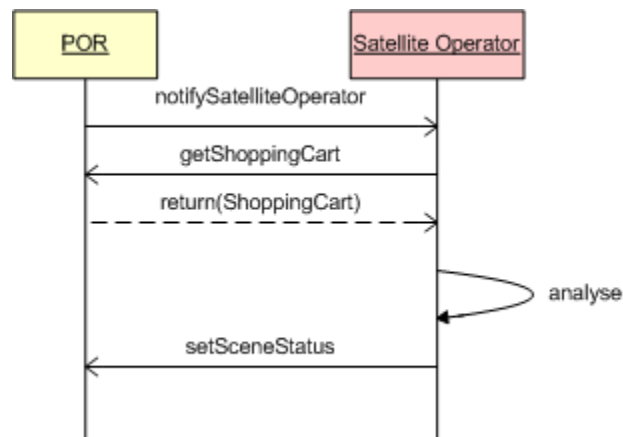 POR
Satellite Operator
notifySatelliteOperator
getShoppingCart
return(ShoppingCart)
analyse
setSceneStatus